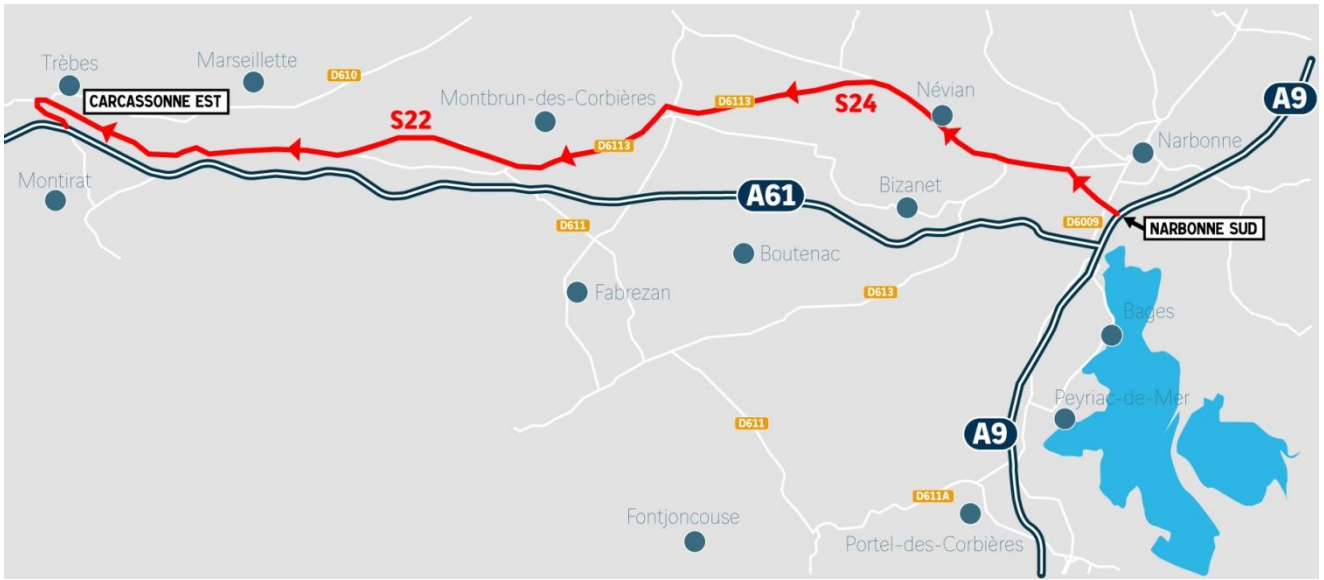 Trèbes
Marseillette
D610
CARCASSONNE EST
Montbrun-des-Corbières
D6113
S24
Névian
A9
S22
D6113
Narbonne
Montirat
A61
Bizanet
D6009
NARBONNE SUD
D611
Boutenac
Fabrezan
D613
Bages
Peyriac-de-Mer
D611
A9
D611A
Fontjoncouse
Portel-des-Corbières